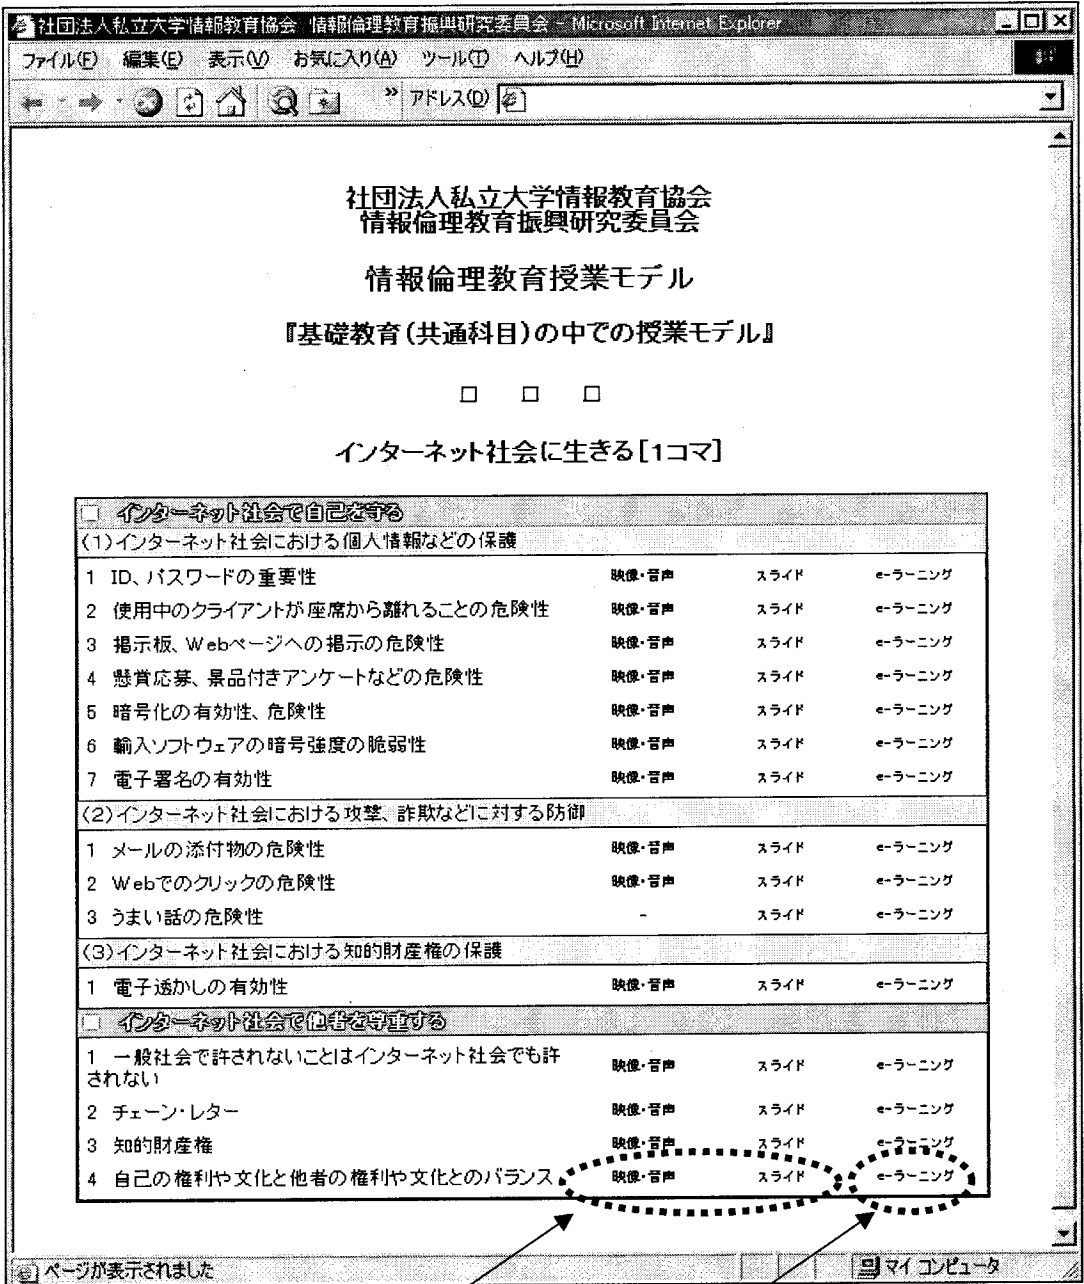 社団法人私立大学情報教育協会 情報倫理教育振興研究委員会 - Microsoft Internet Explorer
ファイル(F) 編集(E) 表示(V) お気に入り(A) ツール(T) ヘルプ(H)
» アドレス(D)
社団法人私立大学情報教育協会
情報倫理教育振興研究委員会
情報倫理教育授業モデル
『基礎教育(共通科目)の中での授業モデル』
□ □ □
インターネット社会に生きる[1コマ]
□ インターネット社会で自己を守る
(1)インターネット社会における個人情報などの保護
1 ID、パスワードの重要性 映像・音声 スライド e-ラーニング
2 使用中のクライアントが座席から離れることの危険性 映像・音声 スライド e-ラーニング
3 掲示板、Webページへの掲示の危険性 映像・音声 スライド e-ラーニング
4 懸賞応募、景品付きアンケートなどの危険性 映像・音声 スライド e-ラーニング
5 暗号化の有効性、危険性 映像・音声 スライド e-ラーニング
6 輸入ソフトウェアの暗号強度の脆弱性 映像・音声 スライド e-ラーニング
7 電子署名の有効性 映像・音声 スライド e-ラーニング
(2)インターネット社会における攻撃、詐欺などに対する防御
1 メールの添付物の危険性 映像・音声 スライド e-ラーニング
2 Webでのクリックの危険性 映像・音声 スライド e-ラーニング
3 うまい話の危険性 - スライド e-ラーニング
(3)インターネット社会における知的財産権の保護
1 電子透かしの有効性 映像・音声 スライド e-ラーニング
□ インターネット社会で他者を尊重する
1 一般社会で許されないことはインターネット社会でも許
されない 映像・音声 スライド e-ラーニング
2 チェーン・レター 映像・音声 スライド e-ラーニング
3 知的財産権 映像・音声 スライド e-ラーニング
4 自己の権利や文化と他者の権利や文化とのバランス 映像・音声 スライド e-ラーニング
ページが表示されました マイ コンピュータ